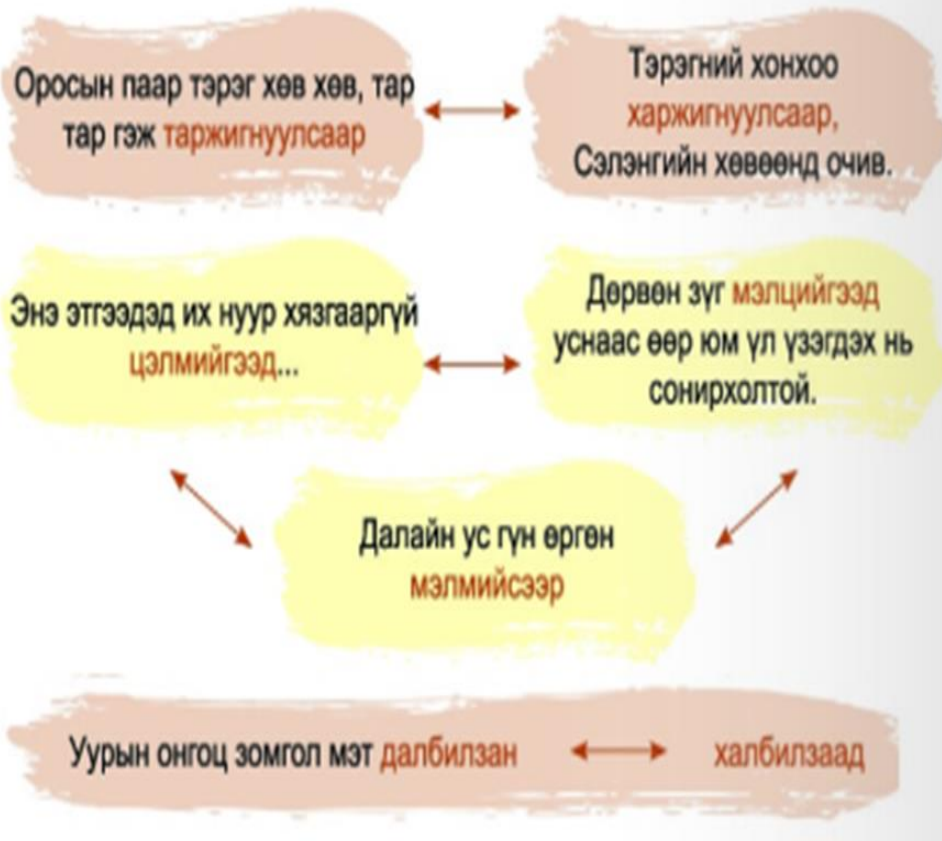 Оросын паар тэрэг хөв хөв, тар
тар гэж таржигнуулсаар
Тэрэгний хонхоо
харжигнуулсаар,
Сэлэнгийн хөвөөнд очив.
Энэ этгээдэд их нуур хязгааргүй
цэлмийгээд...
Дөрвөн зүг мэлцийгээд
уснаас өөр юм үл үзэгдэх нь
сонирхолтой.
Далайн ус гүн өргөн
мэлмийсээр
Уурын онгоц зомгол мэт далбилзан
халбилзаад